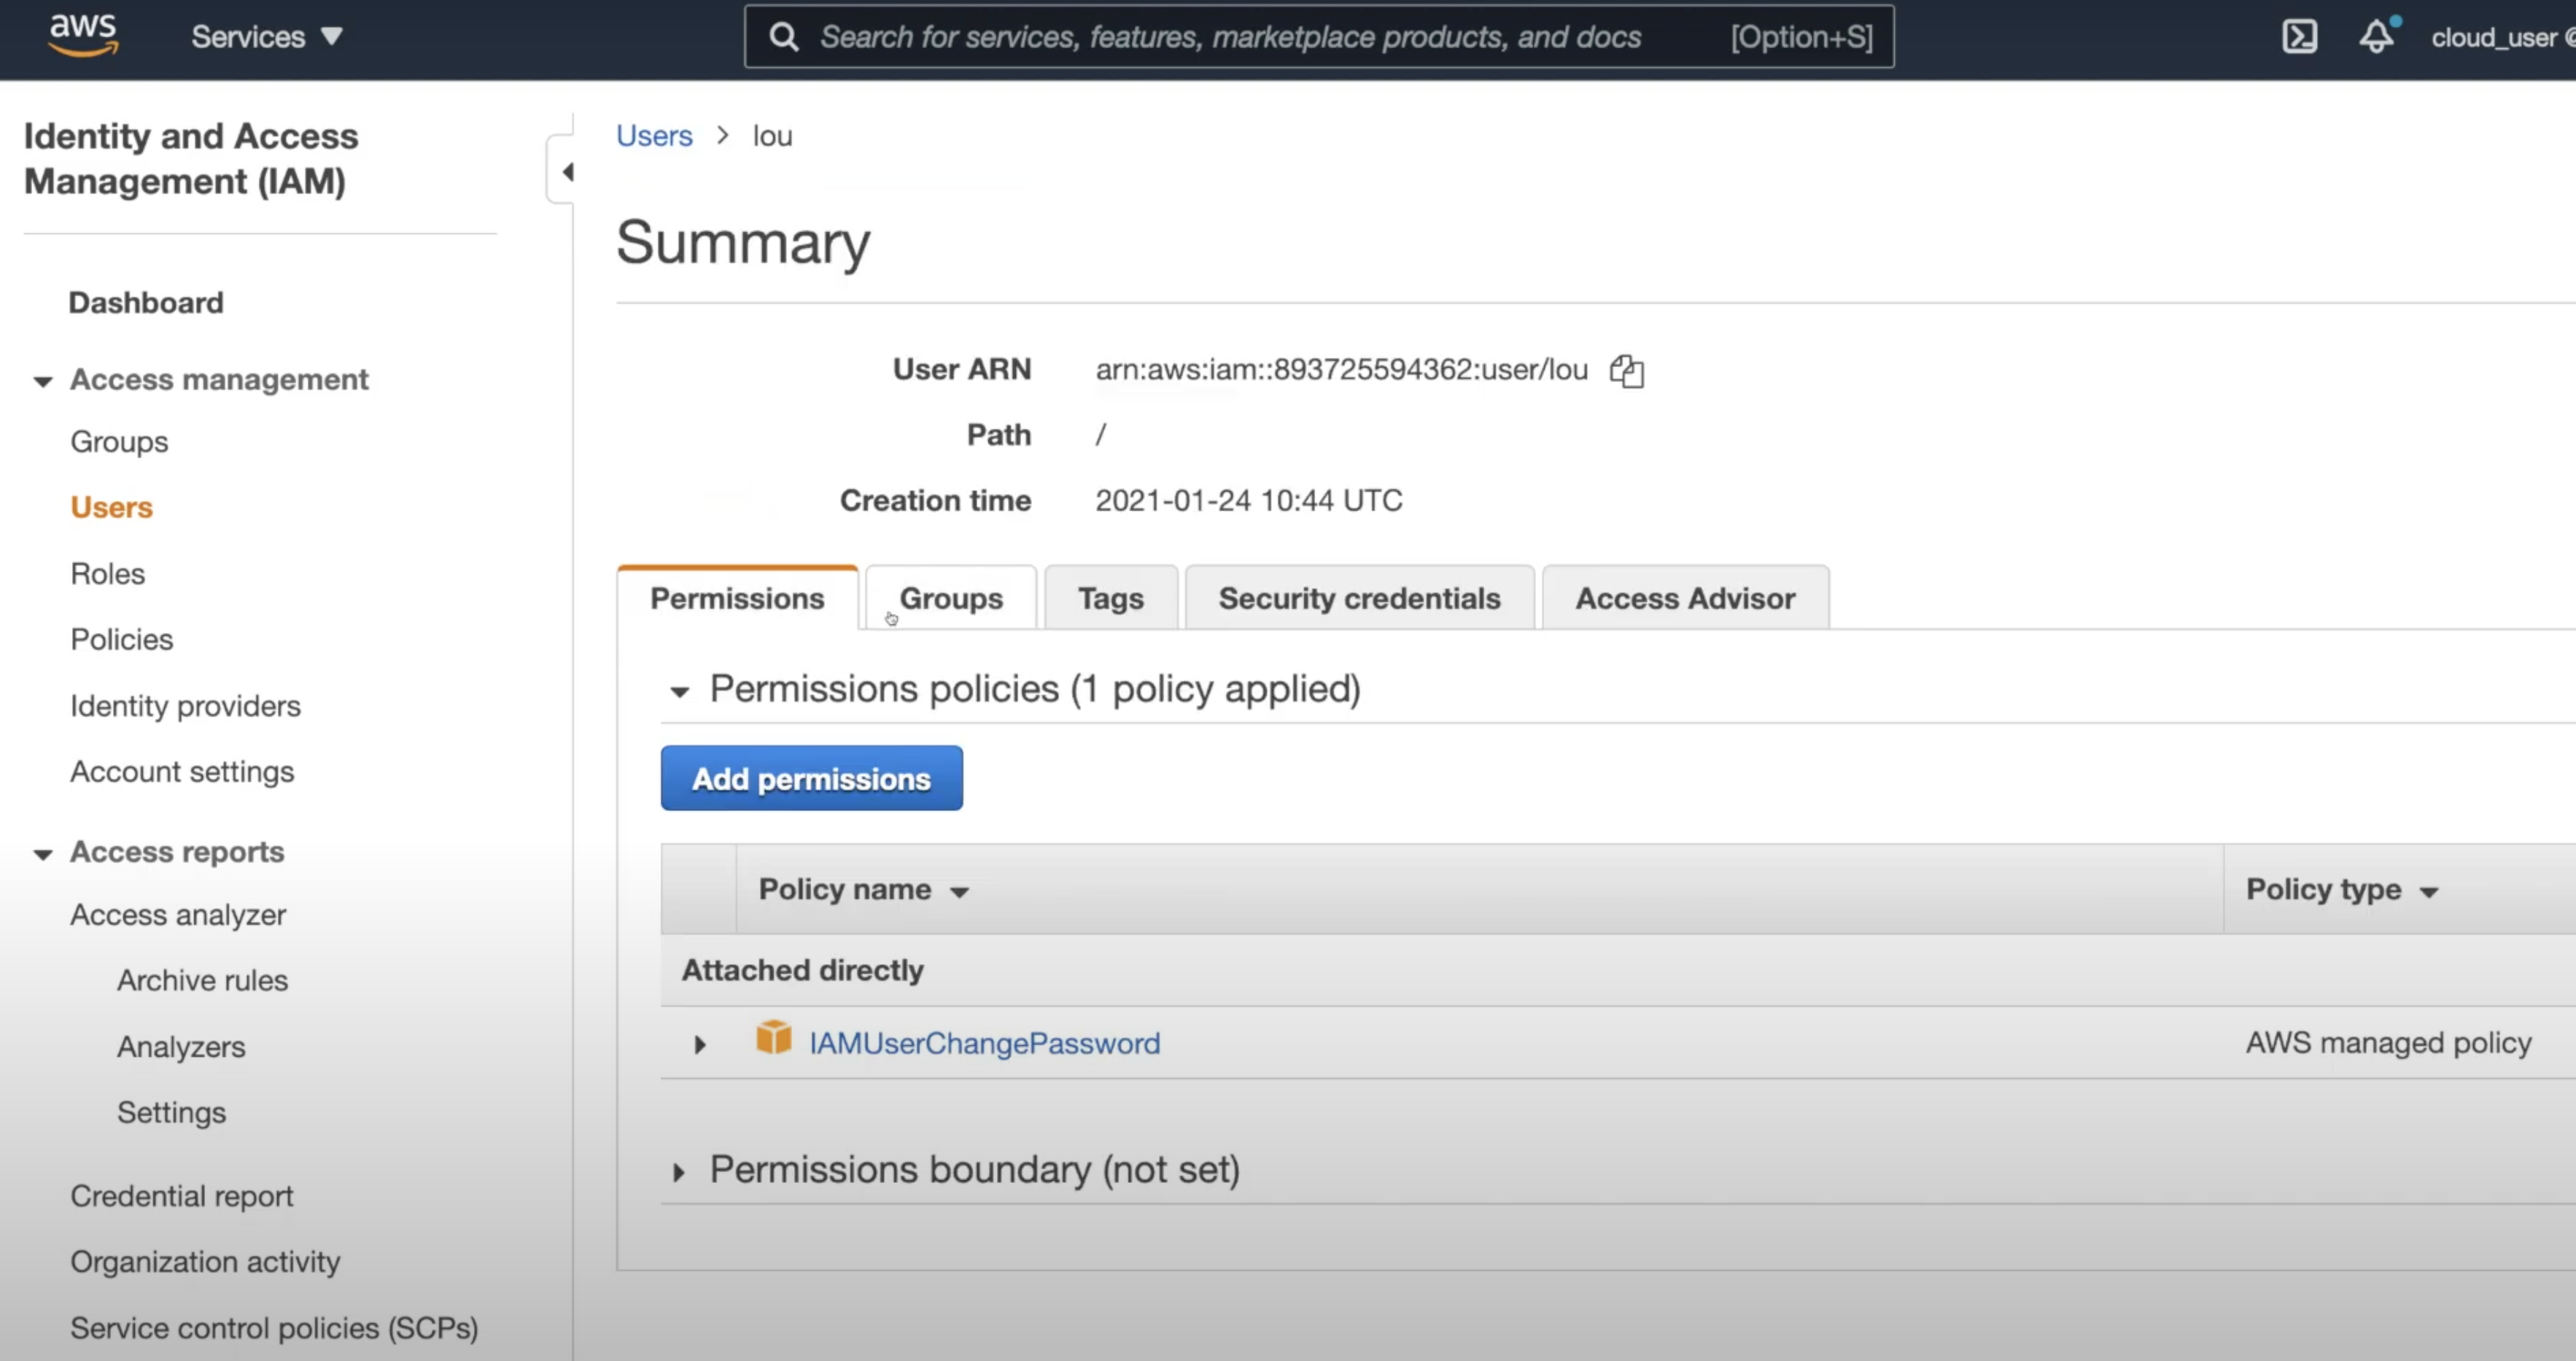 aws
Services
Search for services, features, marketplace products, and docs
[Option+S]
cloud_user @
Identity and Access
Management (IAM)
Dashboard
Access management
Groups
Users
Roles
Policies
Identity providers
Account settings
Access reports
Access analyzer
Archive rules
Analyzers
Settings
Credential report
Organization activity
Service control policies (SCPs)
Users > lou
Summary
User ARN arn:aws:iam::893725594362:user/lou
Path /
Creation time 2021-01-24 10:44 UTC
Permissions Groups Tags Security credentials Access Advisor
Permissions policies (1 policy applied)
Add permissions
Policy name Policy type
Attached directly
IAMUserChangePassword AWS managed policy
Permissions boundary (not set)